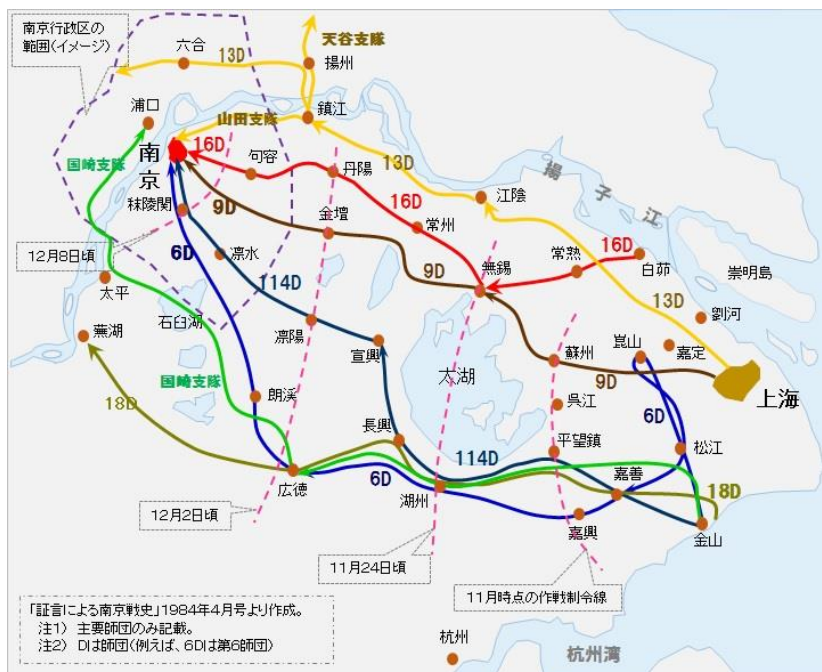 南京行政区の
範囲(イメージ)
六合
13D
天谷支隊
揚州
浦口
鎮江
山田支隊
国崎支隊
16D
南京
句容
丹陽
13D
江陰
揚子江
秣陵関
9D
金壇
16D
常州
常熟
16D
白茆
崇明島
12月8日頃
6D
凛水
114D
9D
無錫
13D
劉河
太平
石臼湖
凛陽
宣興
太湖
蘇州
崑山
嘉定
蕪湖
9D
上海
国崎支隊
18D
朗渓
呉江
6D
長興
平望鎮
松江
114D
嘉善
広徳
6D
湖州
18D
嘉興
金山
12月2日頃
11月24日頃
11月時点の作戦制令線
「証言による南京戦史」1984年4月号より作成。
注1) 主要師団のみ記載。
注2) Dは師団(例えば、6Dは第6師団)
杭州
杭州湾